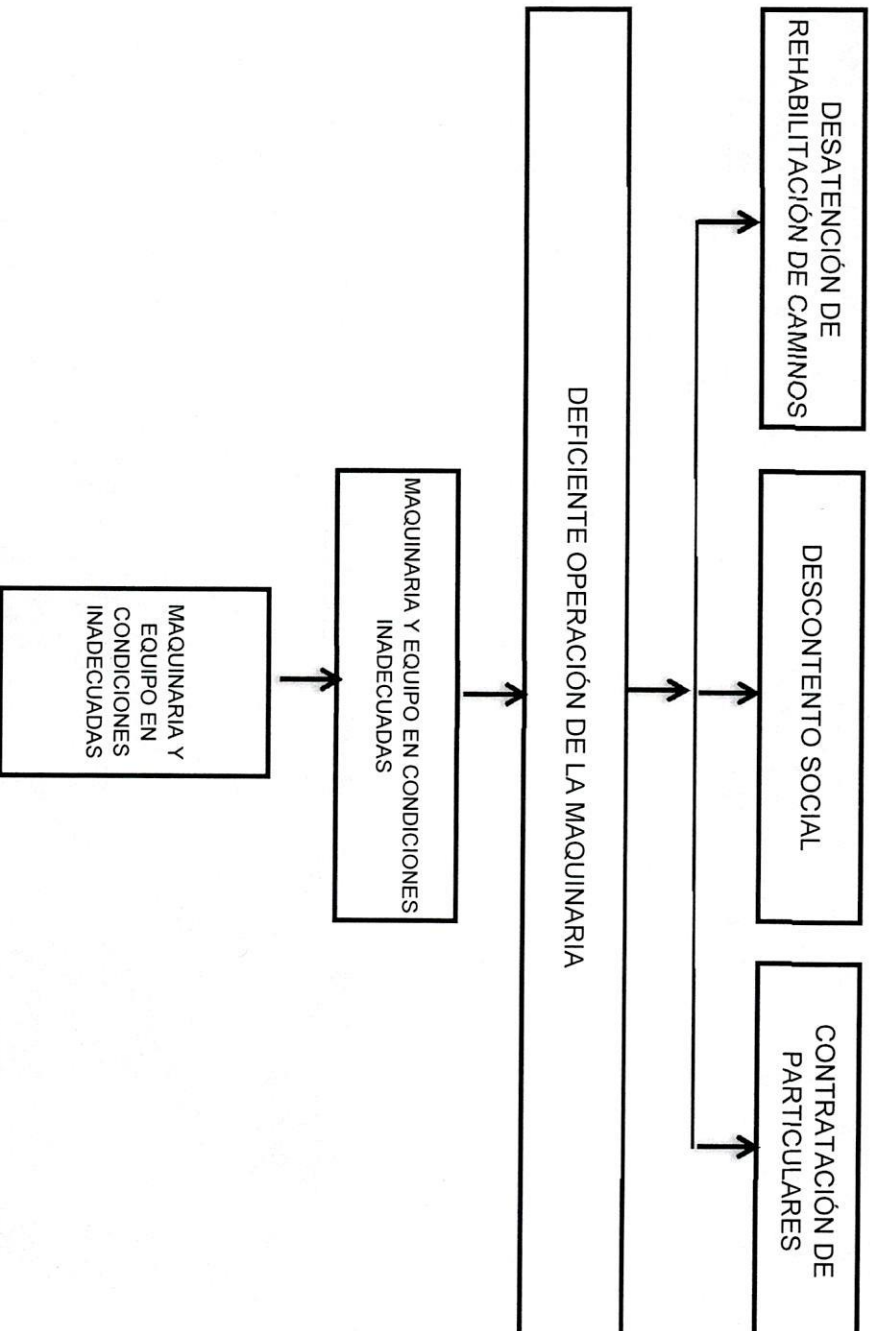 DESATENCIÓN DE
REHABILITACIÓN DE CAMINOS
DESCONTENTO SOCIAL
CONTRATACIÓN DE
PARTICULARES
DEFICIENTE OPERACIÓN DE LA MAQUINARIA
MAQUINARIA Y EQUIPO EN CONDICIONES
INADECUADAS
MAQUINARIA Y
EQUIPO EN
CONDICIONES
INADECUADAS